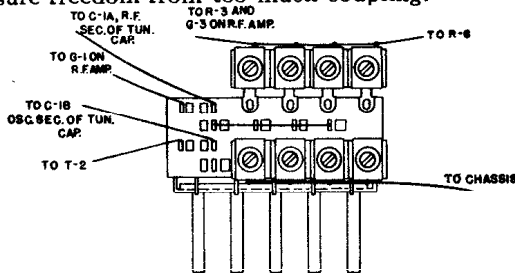 sure freedom from too much coupling.
TO C-1A, R.F.
SEC. OF TUN.
CAP.
TO R-3 AND
G-3 ON R.F. AMP.
TO R-6
TO G-1 ON
R.F. AMP.
TO C-1B
OSC. SEC. OF TUN.
CAP.
TO T-2
TO CHASSIS